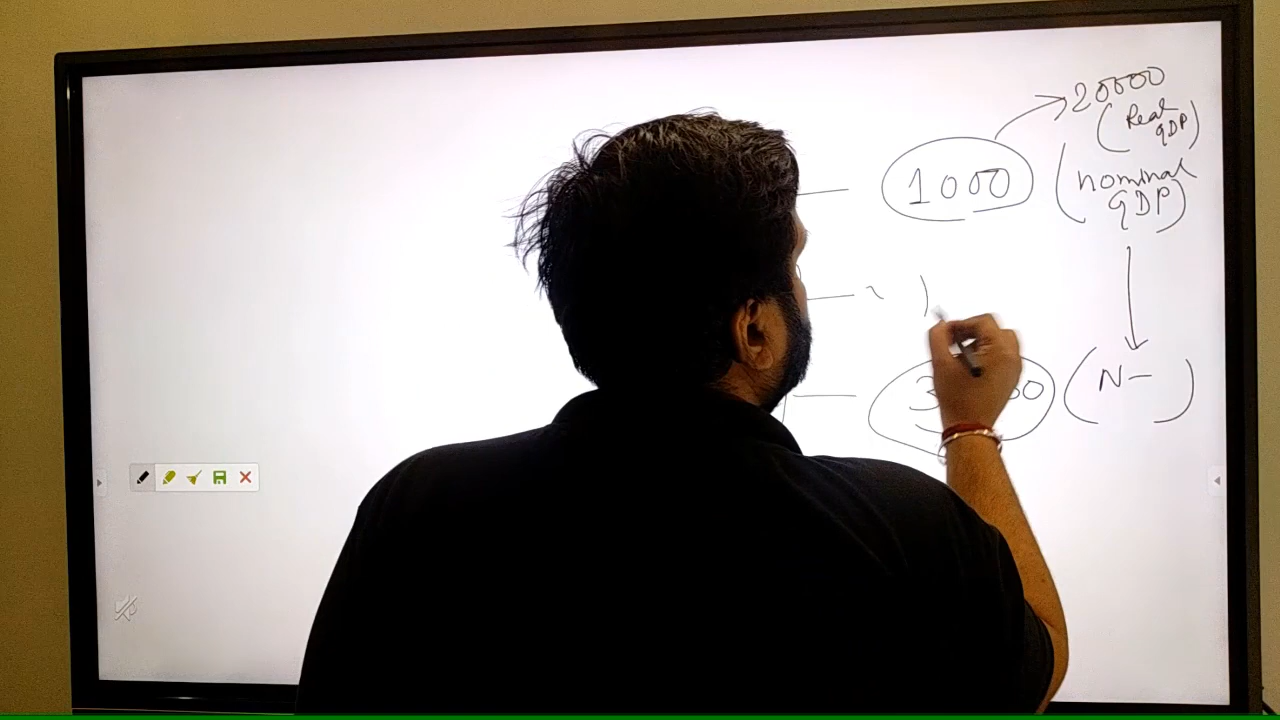 20000
(Real
GDP)
1000
(nominal
GDP)
(N- )